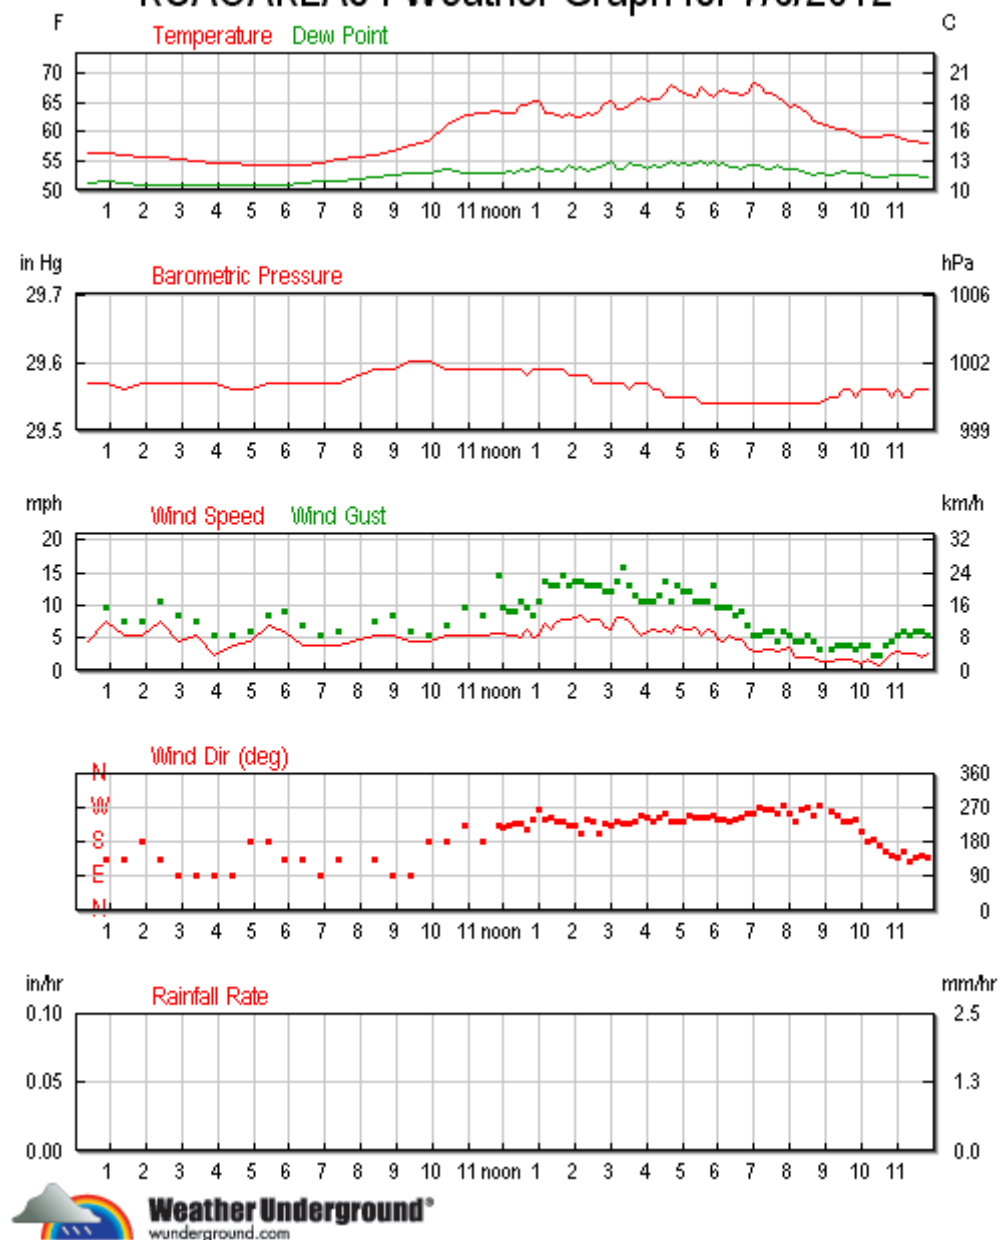 Weather Graph for
F C
Temperature Dew Point
70 21
65 18
60 16
55 13
50 10
1 2 3 4 5 6 7 8 9 10 11 noon 1 2 3 4 5 6 7 8 9 10 11
in Hg hPa
Barometric Pressure
29.7 1006
29.6 1002
29.5 999
1 2 3 4 5 6 7 8 9 10 11 noon 1 2 3 4 5 6 7 8 9 10 11
mph km/h
Wind Speed Wind Gust
20 32
15 24
10 16
5 8
0 0
1 2 3 4 5 6 7 8 9 10 11 noon 1 2 3 4 5 6 7 8 9 10 11
Wind Dir (deg)
N 360
W 270
S 180
E 90
N 0
1 2 3 4 5 6 7 8 9 10 11 noon 1 2 3 4 5 6 7 8 9 10 11
in/hr mm/hr
Rainfall Rate
0.10 2.5
0.05 1.3
0.00 0.0
1 2 3 4 5 6 7 8 9 10 11 noon 1 2 3 4 5 6 7 8 9 10 11
Weather Underground®
wunderground.com